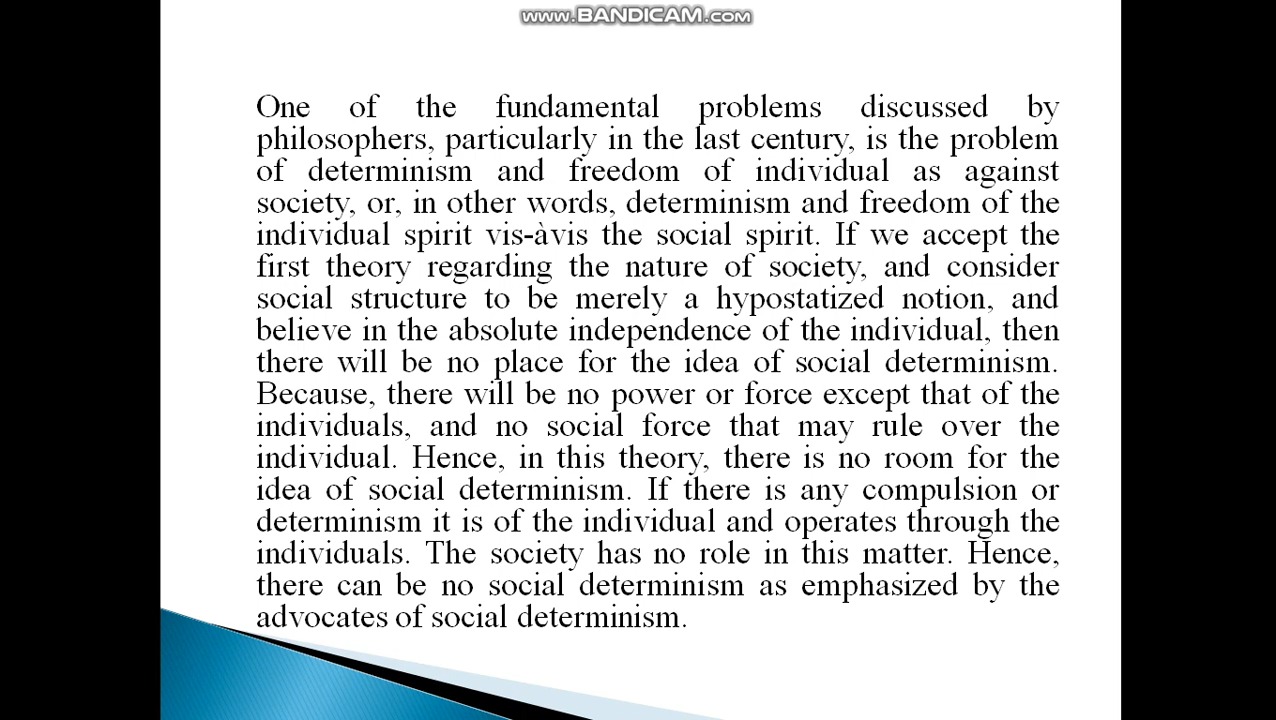 www.BANDICAM.com
One of the fundamental problems discussed by
philosophers, particularly in the last century, is the problem
of determinism and freedom of individual as against
society, or, in other words, determinism and freedom of the
individual spirit vis-àvis the social spirit. If we accept the
first theory regarding the nature of society, and consider
social structure to be merely a hypostatized notion, and
believe in the absolute independence of the individual, then
there will be no place for the idea of social determinism.
Because, there will be no power or force except that of the
individuals, and no social force that may rule over the
individual. Hence, in this theory, there is no room for the
idea of social determinism. If there is any compulsion or
determinism it is of the individual and operates through the
individuals. The society has no role in this matter. Hence,
there can be no social determinism as emphasized by the
advocates of social determinism.